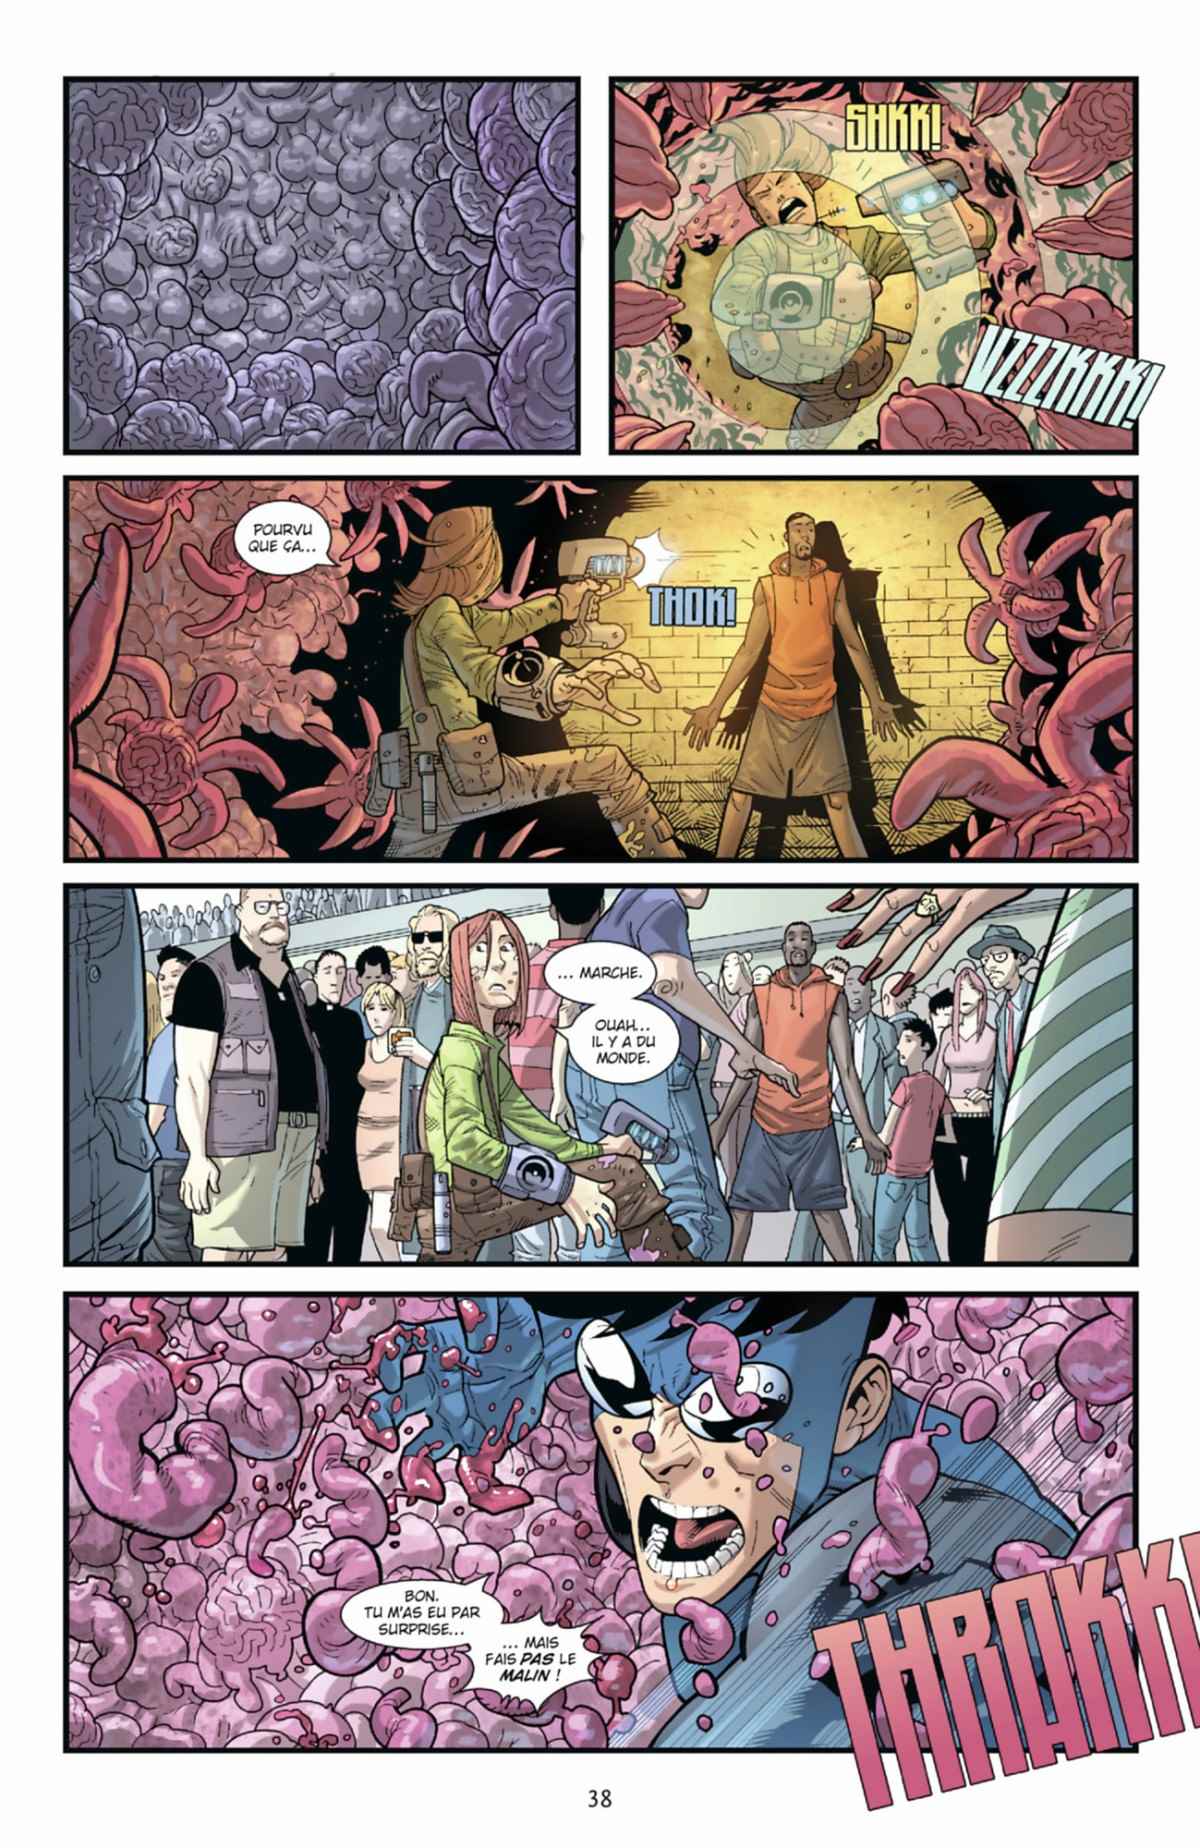 SHKK!
VZZZKKKK!
POURVU
QUE ÇA...
THOK!
... MARCHE.
OUAH...
IL Y A DU
MONDE.
BON.
TU M'AS EU PAR
SURPRISE...
... MAIS
FAIS PAS LE
MALIN !
THRAKK!
38